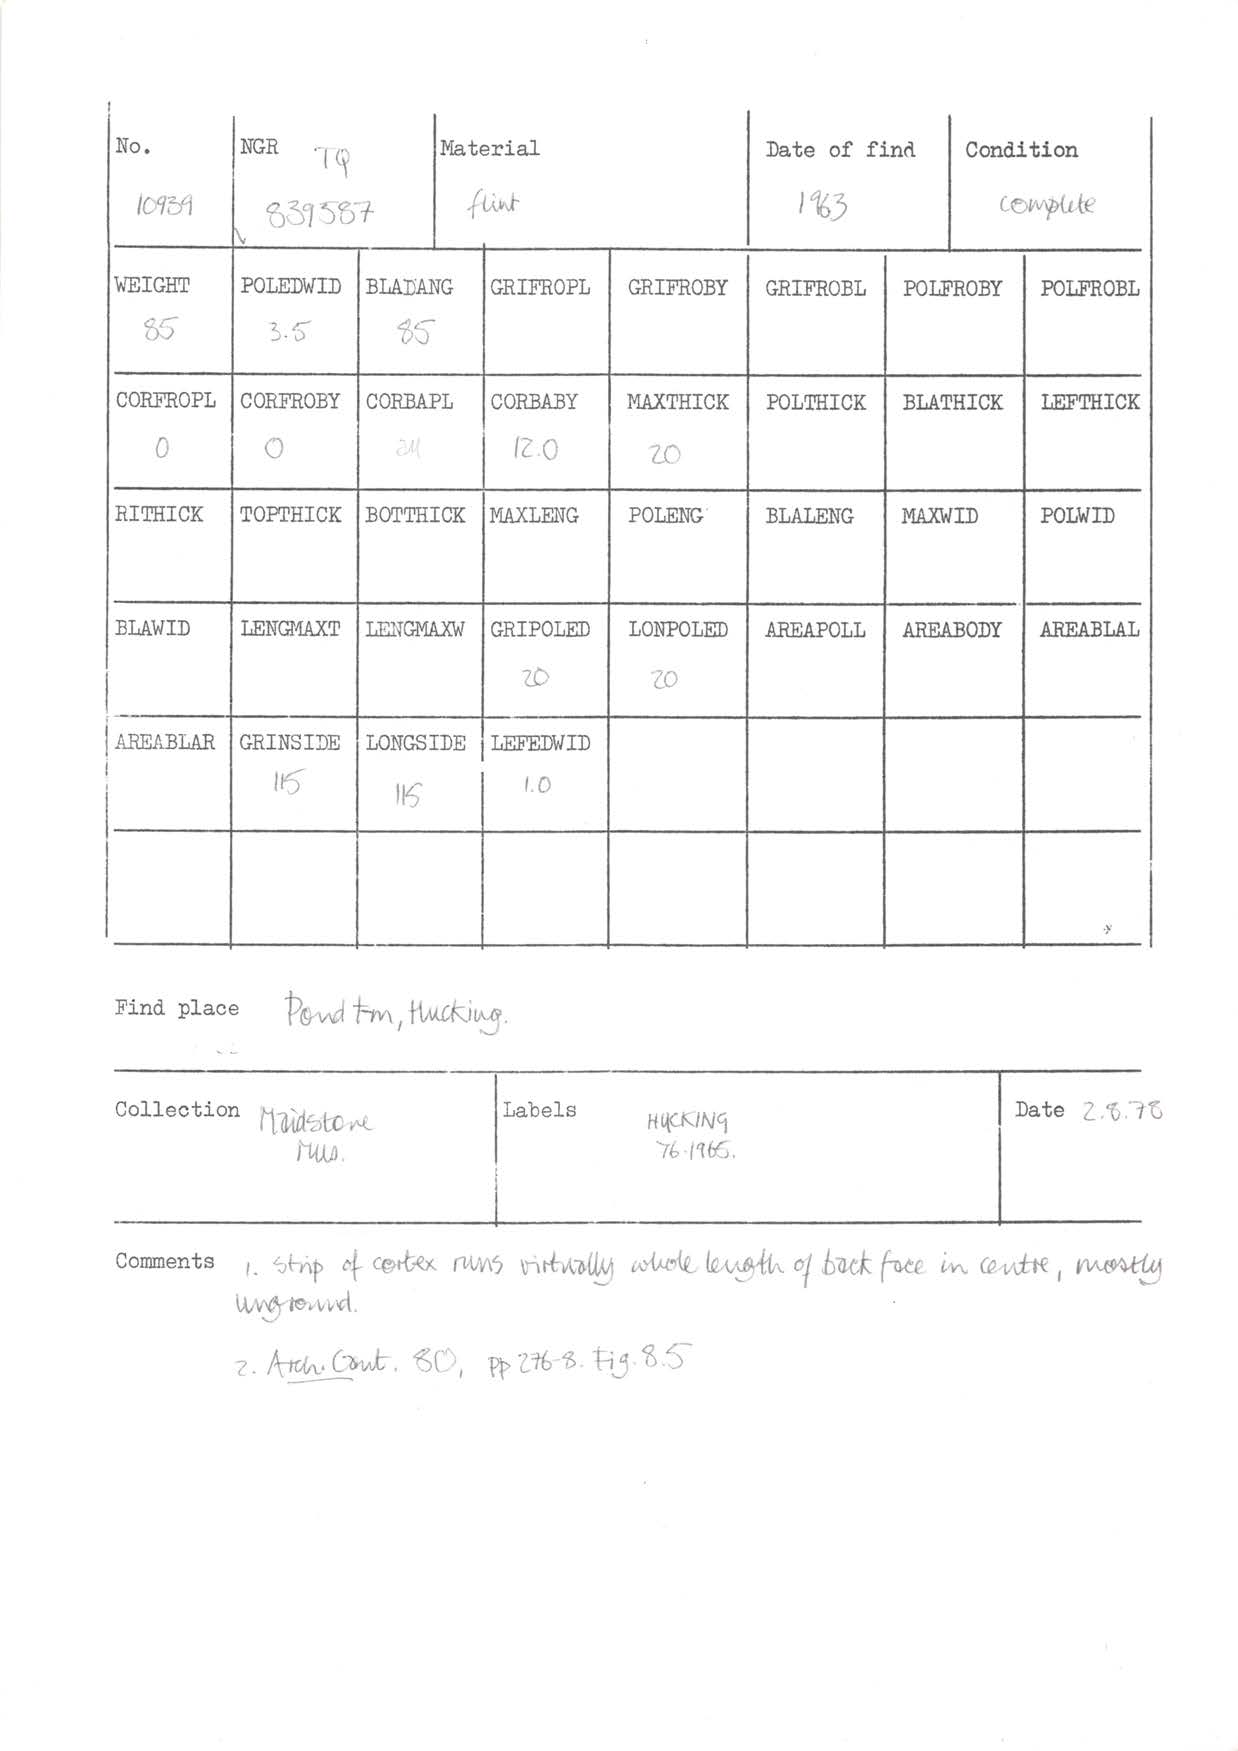 No. NGR TQ Material Date of find Condition
10939 839587 flint 1963 complete
WEIGHT POLEDWID BLADANG GRIFROPL GRIFROBY GRIFROBL POLFROBY POLFROBL
85 3.5 85
CORFROPL CORFROBY CORBAPL CORBABY MAXTHICK POLTHICK BLATHICK LEFTHICK
0 0 12.0 20
RITHICK TOPTHICK BOTTHICK MAXLENG POLENG BLALENG MAXWID POLWID
BLAWID LENGMAXT LENGMAXW GRIPOLED LONPOLED AREAPOLL AREABODY AREABLAL
20 20
AREABLAR GRINSIDE LONGSIDE LEFEDWID
115 115 1.0
Find place Pond Fm, Hucking.
Collection Maidstone Labels HUCKING Date 2.8.78
Mus. 76.1965.
Comments 1. Strip of cortex runs virtually whole length of back face in centre, mostly
unground.
2. Arch. Cant. 80, pp 276-8. Fig. 8.5